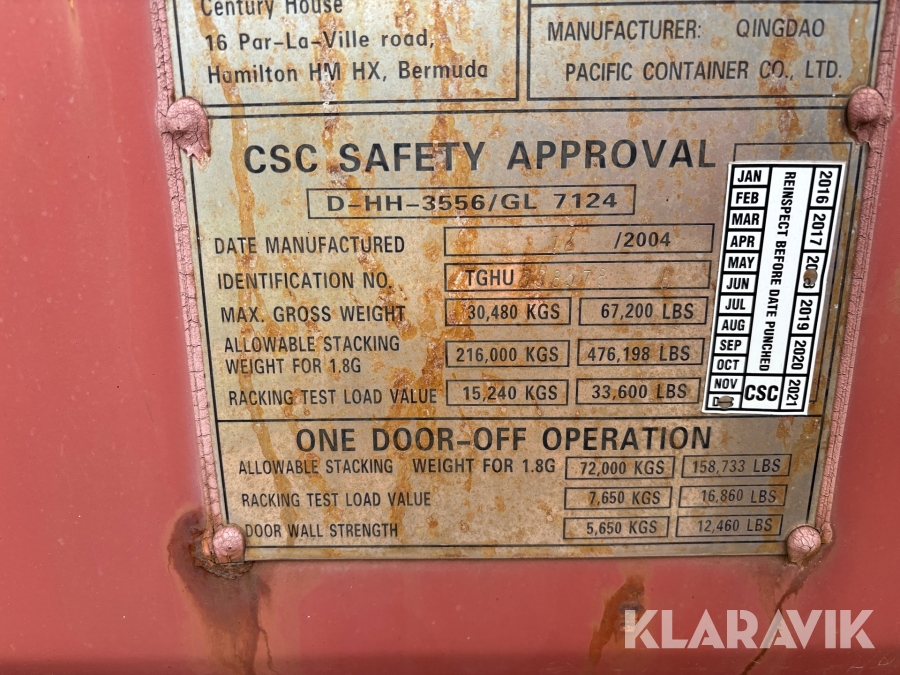 Century House
16 Par-La-Ville road,
Hamilton HM HX, Bermuda
MANUFACTURER: QINGDAO
PACIFIC CONTAINER CO., LTD.
CSC SAFETY APPROVAL
D-HH-3556/GL 7124
DATE MANUFACTURED /2004
IDENTIFICATION NO. TGHU
MAX. GROSS WEIGHT 30,480 KGS 67,200 LBS
ALLOWABLE STACKING
WEIGHT FOR 1.8G 216,000 KGS 476,198 LBS
RACKING TEST LOAD VALUE 15,240 KGS 33,600 LBS
ONE DOOR-OFF OPERATION
ALLOWABLE STACKING WEIGHT FOR 1.8G 72,000 KGS 158,733 LBS
RACKING TEST LOAD VALUE 7,650 KGS 16,860 LBS
DOOR WALL STRENGTH 5,650 KGS 12,460 LBS
JAN
FEB
MAR
APR
MAY
JUN
JUL
AUG
SEP
OCT
NOV
REINSPECT BEFORE DATE PUNCHED
CSC
2016 2017 2019 2020 2021
KLARAVIK